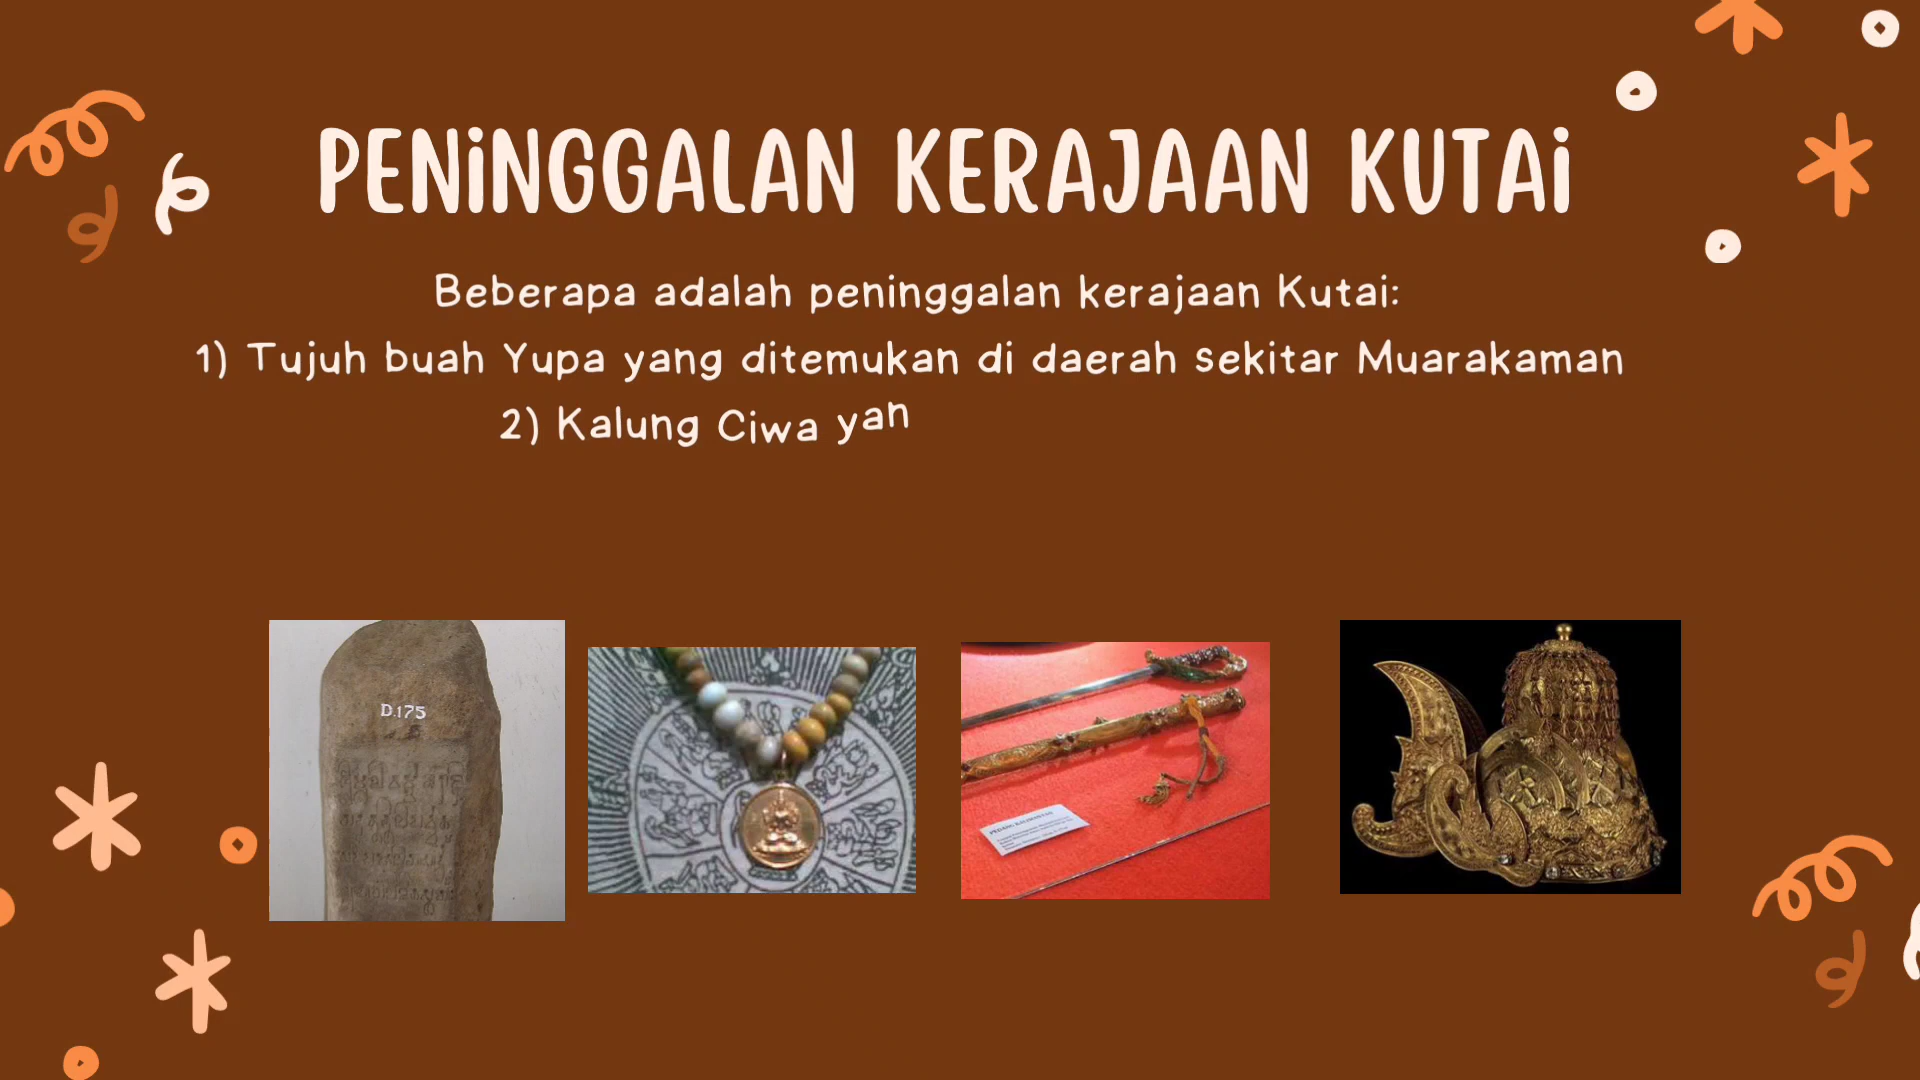 PENiNGGALAN KERAJAAN KUTAi
Beberapa adalah peninggalan kerajaan Kutai:
1) Tujuh buah Yupa yang ditemukan di daerah sekitar Muarakaman
2) Kalung Ciwa yan
D.175